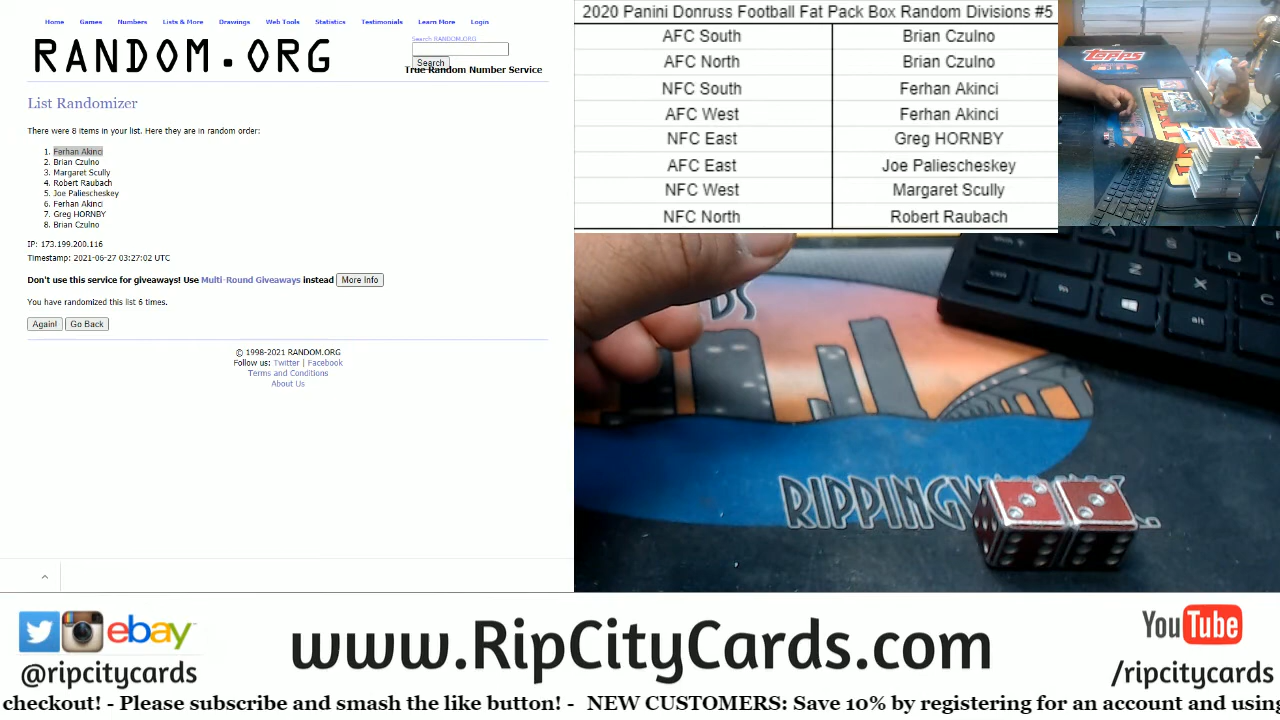 Home Games Numbers Lists & More Drawings Web Tools Statistics Testimonials Learn More Login
RANDOM.ORG
Search RANDOM.ORG
Search
True Random Number Service
List Randomizer
There were 8 items in your list. Here they are in random order:
1. Ferhan Akinci
2. Brian Czulno
3. Margaret Scully
4. Robert Raubach
5. Joe Paliescheskey
6. Ferhan Akinci
7. Greg HORNBY
8. Brian Czulno
IP: 173.199.200.116
Timestamp: 2021-06-27 03:27:02 UTC
Don't use this service for giveaways! Use Multi-Round Giveaways instead More Info
You have randomized this list 6 times.
Again! Go Back
© 1998-2021 RANDOM.ORG
Follow us: Twitter | Facebook
Terms and Conditions
About Us
2020 Panini Donruss Football Fat Pack Box Random Divisions #5
AFC South Brian Czulno
AFC North Brian Czulno
NFC South Ferhan Akinci
AFC West Ferhan Akinci
NFC East Greg HORNBY
AFC East Joe Paliescheskey
NFC West Margaret Scully
NFC North Robert Raubach
Topps
Z X C D
alt
ebay
@ripcitycards
www.RipCityCards.com
YouTube
/ripcitycards
checkout! - Please subscribe and smash the like button! - NEW CUSTOMERS: Save 10% by registering for an account and using